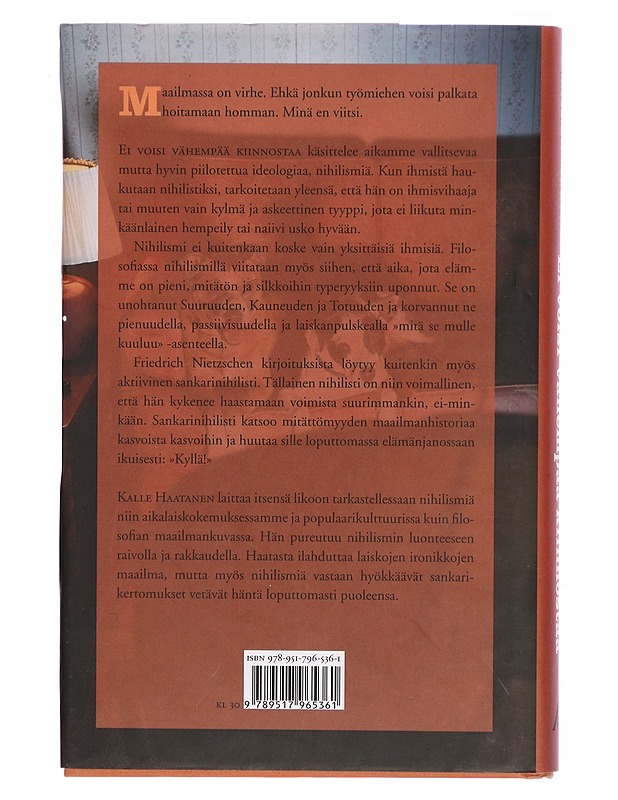 Maailmassa on virhe. Ehkä jonkun työmiehen voisi palkata
hoitamaan homman. Minä en viitsi.
Ei voisi vähempää kiinnostaa käsittelee aikamme vallitsevaa
mutta hyvin piilotettua ideologiaa, nihilismiä. Kun ihmistä hau-
kutaan nihilistiksi, tarkoitetaan yleensä, että hän on ihmisvihaaja
tai muuten vain kylmä ja askeettinen tyyppi, jota ei liikuta min-
käänlainen hempeily tai naiivi usko hyvään.
Nihilismi ei kuitenkaan koske vain yksittäisiä ihmisiä. Filo-
sofiassa nihilismillä viitataan myös siihen, että aika, jota eläm-
me on pieni, mitätön ja silkkoihin typeryyksiin uponnut. Se on
unohtanut Suuruuden, Kauneuden ja Totuuden ja korvannut ne
pienuudella, passiivisuudella ja laiskanpulskealla »mitä se mulle
kuuluu» -asenteella.
Friedrich Nietzschen kirjoituksista löytyy kuitenkin myös
aktiivinen sankarinihilisti. Tällainen nihilisti on niin voimallinen,
että hän kykenee haastamaan voimista suurimmankin, ei-min-
kään. Sankarinihilisti katsoo mitättömyyden maailmanhistoriaa
kasvoista kasvoihin ja huutaa sille loputtomassa elämänjanossaan
ikuisesti: »Kyllä!»
Kalle Haatanen laittaa itsensä likoon tarkastellessaan nihilismiä
niin aikalaiskokemuksessamme ja populaarikulttuurissa kuin filo-
sofian maailmankuvassa. Hän pureutuu nihilismin luonteeseen
raivolla ja rakkaudella. Haatasta ilahduttaa laiskojen ironikkojen
maailma, mutta myös nihilismiä vastaan hyökkäävät sankari-
kertomukset vetävät häntä loputtomasti puoleensa.
ISBN 978-951-796-536-1
KL 30
9 789517 965361